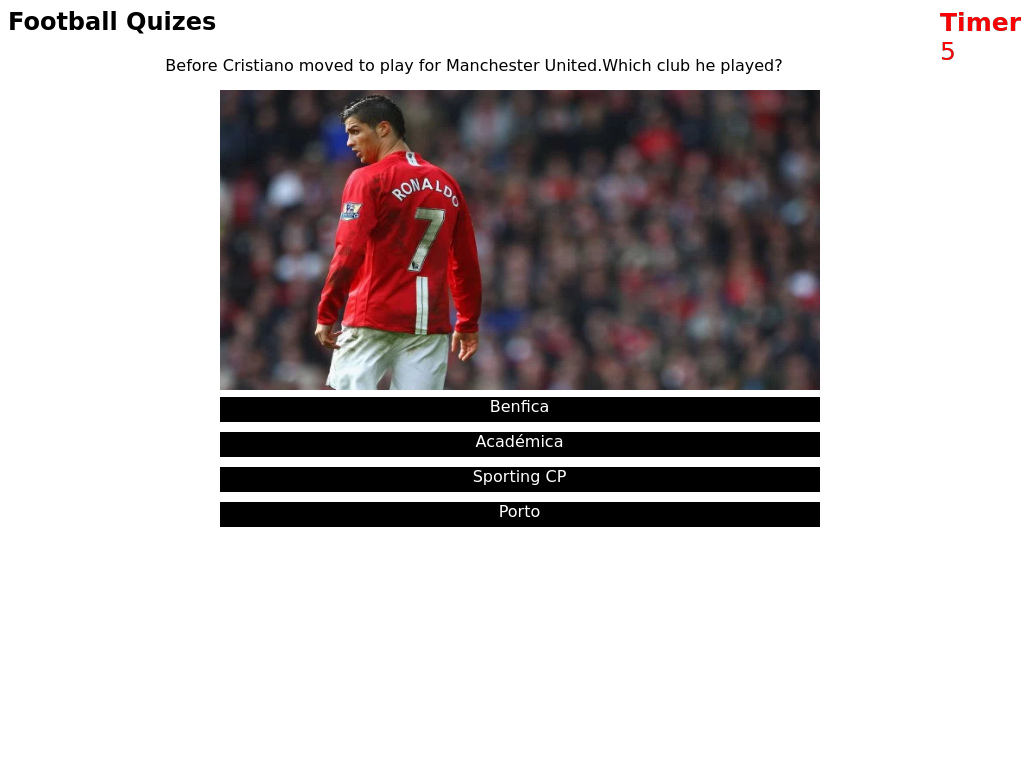 Football Quizes
Timer
5
Before Cristiano moved to play for Manchester United.Which club he played?
RONALDO
7
Benfica
Académica
Sporting CP
Porto